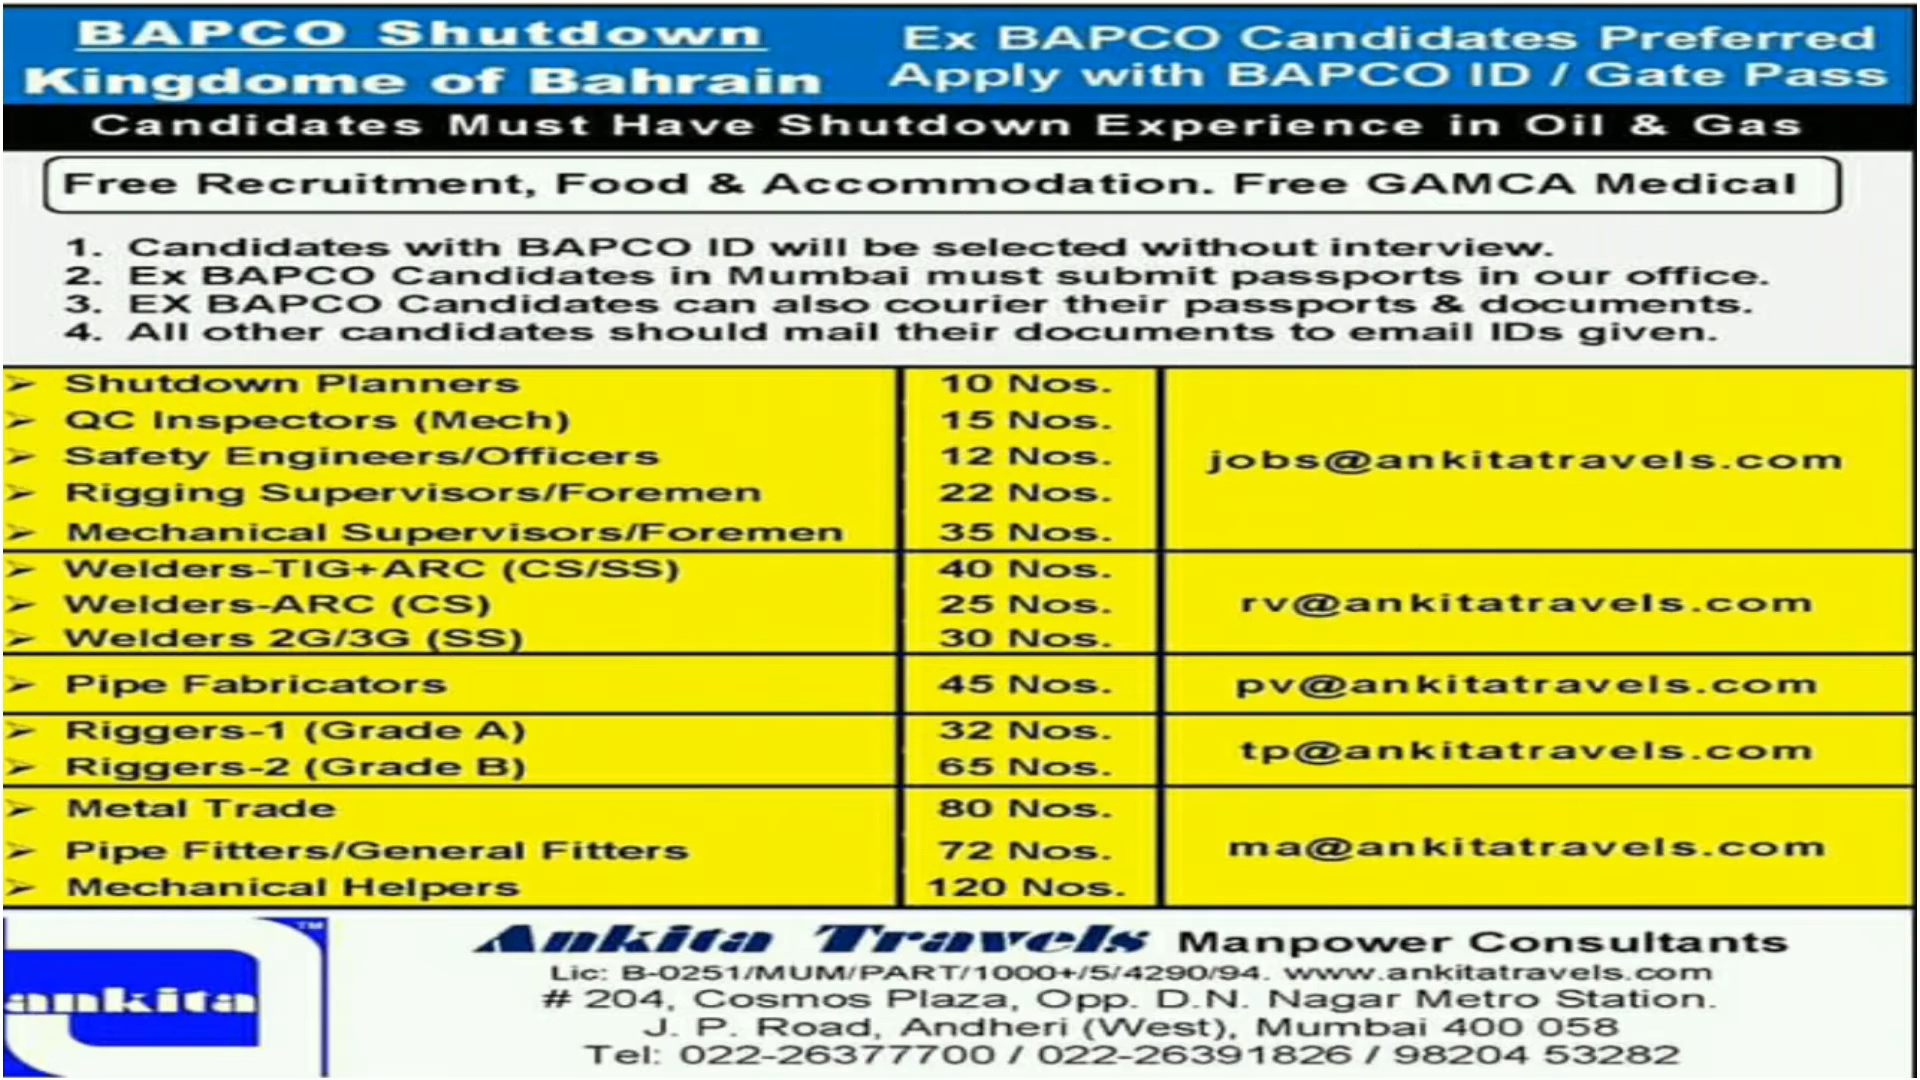 BAPCO Shutdown
Kingdome of Bahrain
Ex BAPCO Candidates Preferred
Apply with BAPCO ID / Gate Pass
Candidates Must Have Shutdown Experience in Oil & Gas
Free Recruitment, Food & Accommodation. Free GAMCA Medical
1. Candidates with BAPCO ID will be selected without interview.
2. Ex BAPCO Candidates in Mumbai must submit passports in our office.
3. EX BAPCO Candidates can also courier their passports & documents.
4. All other candidates should mail their documents to email IDs given.
➢ Shutdown Planners 10 Nos.
➢ QC Inspectors (Mech) 15 Nos.
➢ Safety Engineers/Officers 12 Nos.
jobs@ankitatravels.com
➢ Rigging Supervisors/Foremen 22 Nos.
➢ Mechanical Supervisors/Foremen 35 Nos.
➢ Welders-TIG+ARC (CS/SS) 40 Nos.
➢ Welders-ARC (CS) 25 Nos.
rv@ankitatravels.com
➢ Welders 2G/3G (SS) 30 Nos.
➢ Pipe Fabricators 45 Nos. pv@ankitatravels.com
➢ Riggers-1 (Grade A) 32 Nos.
tp@ankitatravels.com
➢ Riggers-2 (Grade B) 65 Nos.
➢ Metal Trade 80 Nos.
➢ Pipe Fitters/General Fitters 72 Nos.
ma@ankitatravels.com
➢ Mechanical Helpers 120 Nos.
TM
ankita
Ankita Travels Manpower Consultants
Lic: B-0251/MUM/PART/1000+/5/4290/94. www.ankitatravels.com
# 204, Cosmos Plaza, Opp. D.N. Nagar Metro Station.
J. P. Road, Andheri (West), Mumbai 400 058
Tel: 022-26377700 / 022-26391826 / 98204 53282